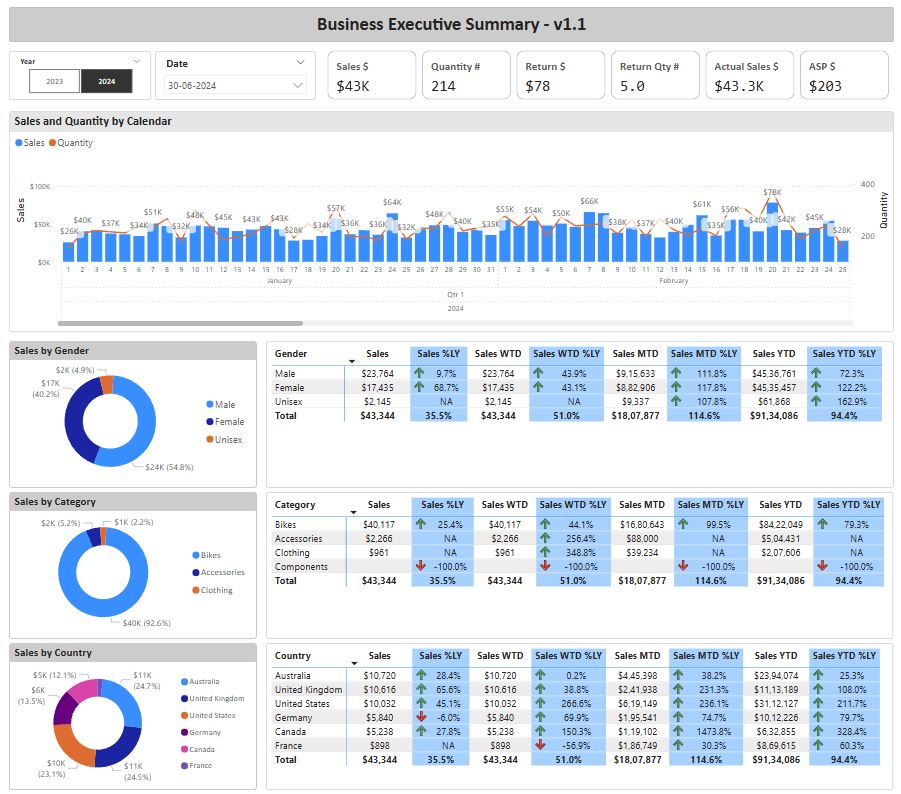 Business Executive Summary - v1.1
Year
2023 2024
Date
30-06-2024
Sales $
$43K
Quantity #
214
Return $
$78
Return Qty #
5.0
Actual Sales $
$43.3K
ASP $
$203
Sales and Quantity by Calendar
Sales Quantity
Sales
$100K
$50K
$0K
$26K $40K $37K $34K $51K $32K $48K $45K $43K $43K $28K $34K $57K $36K $36K $64K $32K $48K $40K $35K $55K $54K $50K $66K $38K $37K $40K $61K $35K $56K $40K $78K $42K $45K $28K
400
200
Quantity
1 2 3 4 5 6 7 8 9 10 11 12 13 14 15 16 17 18 19 20 21 22 23 24 25 26 27 28 29 30 31 1 2 3 4 5 6 7 8 9 10 11 12 13 14 15 16 17 18 19 20 21 22 23 24 25
January February
Qtr 1
2024
Sales by Gender
$2K (4.9%)
$17K
(40.2%)
$24K (54.8%)
Male
Female
Unisex
Gender Sales Sales %LY Sales WTD Sales WTD %LY Sales MTD Sales MTD %LY Sales YTD Sales YTD %LY
Male $23,764 9.7% $23,764 43.9% $9,15,633 111.8% $45,36,761 72.3%
Female $17,435 68.7% $17,435 43.1% $8,82,906 117.8% $45,35,457 122.2%
Unisex $2,145 NA $2,145 NA $9,337 107.8% $61,868 162.9%
Total $43,344 35.5% $43,344 51.0% $18,07,877 114.6% $91,34,086 94.4%
Sales by Category
$2K (5.2%)
$1K (2.2%)
$40K (92.6%)
Bikes
Accessories
Clothing
Category Sales Sales %LY Sales WTD Sales WTD %LY Sales MTD Sales MTD %LY Sales YTD Sales YTD %LY
Bikes $40,117 25.4% $40,117 44.1% $16,80,643 99.5% $84,22,049 79.3%
Accessories $2,266 NA $2,266 256.4% $88,000 NA $5,04,431 NA
Clothing $961 NA $961 348.8% $39,234 NA $2,07,606 NA
Components -100.0% -100.0% -100.0% -100.0%
Total $43,344 35.5% $43,344 51.0% $18,07,877 114.6% $91,34,086 94.4%
Sales by Country
$5K (12.1%)
$6K
(13.5%)
$10K
(23.1%)
$11K
(24.7%)
$11K
(24.5%)
Australia
United Kingdom
United States
Germany
Canada
France
Country Sales Sales %LY Sales WTD Sales WTD %LY Sales MTD Sales MTD %LY Sales YTD Sales YTD %LY
Australia $10,720 28.4% $10,720 0.2% $4,45,398 38.2% $23,94,074 25.3%
United Kingdom $10,616 65.6% $10,616 38.8% $2,41,938 231.3% $11,13,189 108.0%
United States $10,032 45.1% $10,032 266.6% $6,19,149 236.1% $31,12,127 211.7%
Germany $5,840 -6.0% $5,840 69.9% $1,95,541 74.7% $10,12,226 79.7%
Canada $5,238 27.8% $5,238 150.3% $1,19,102 1473.8% $6,32,855 328.4%
France $898 NA $898 -56.9% $1,86,749 30.3% $8,69,615 60.3%
Total $43,344 35.5% $43,344 51.0% $18,07,877 114.6% $91,34,086 94.4%